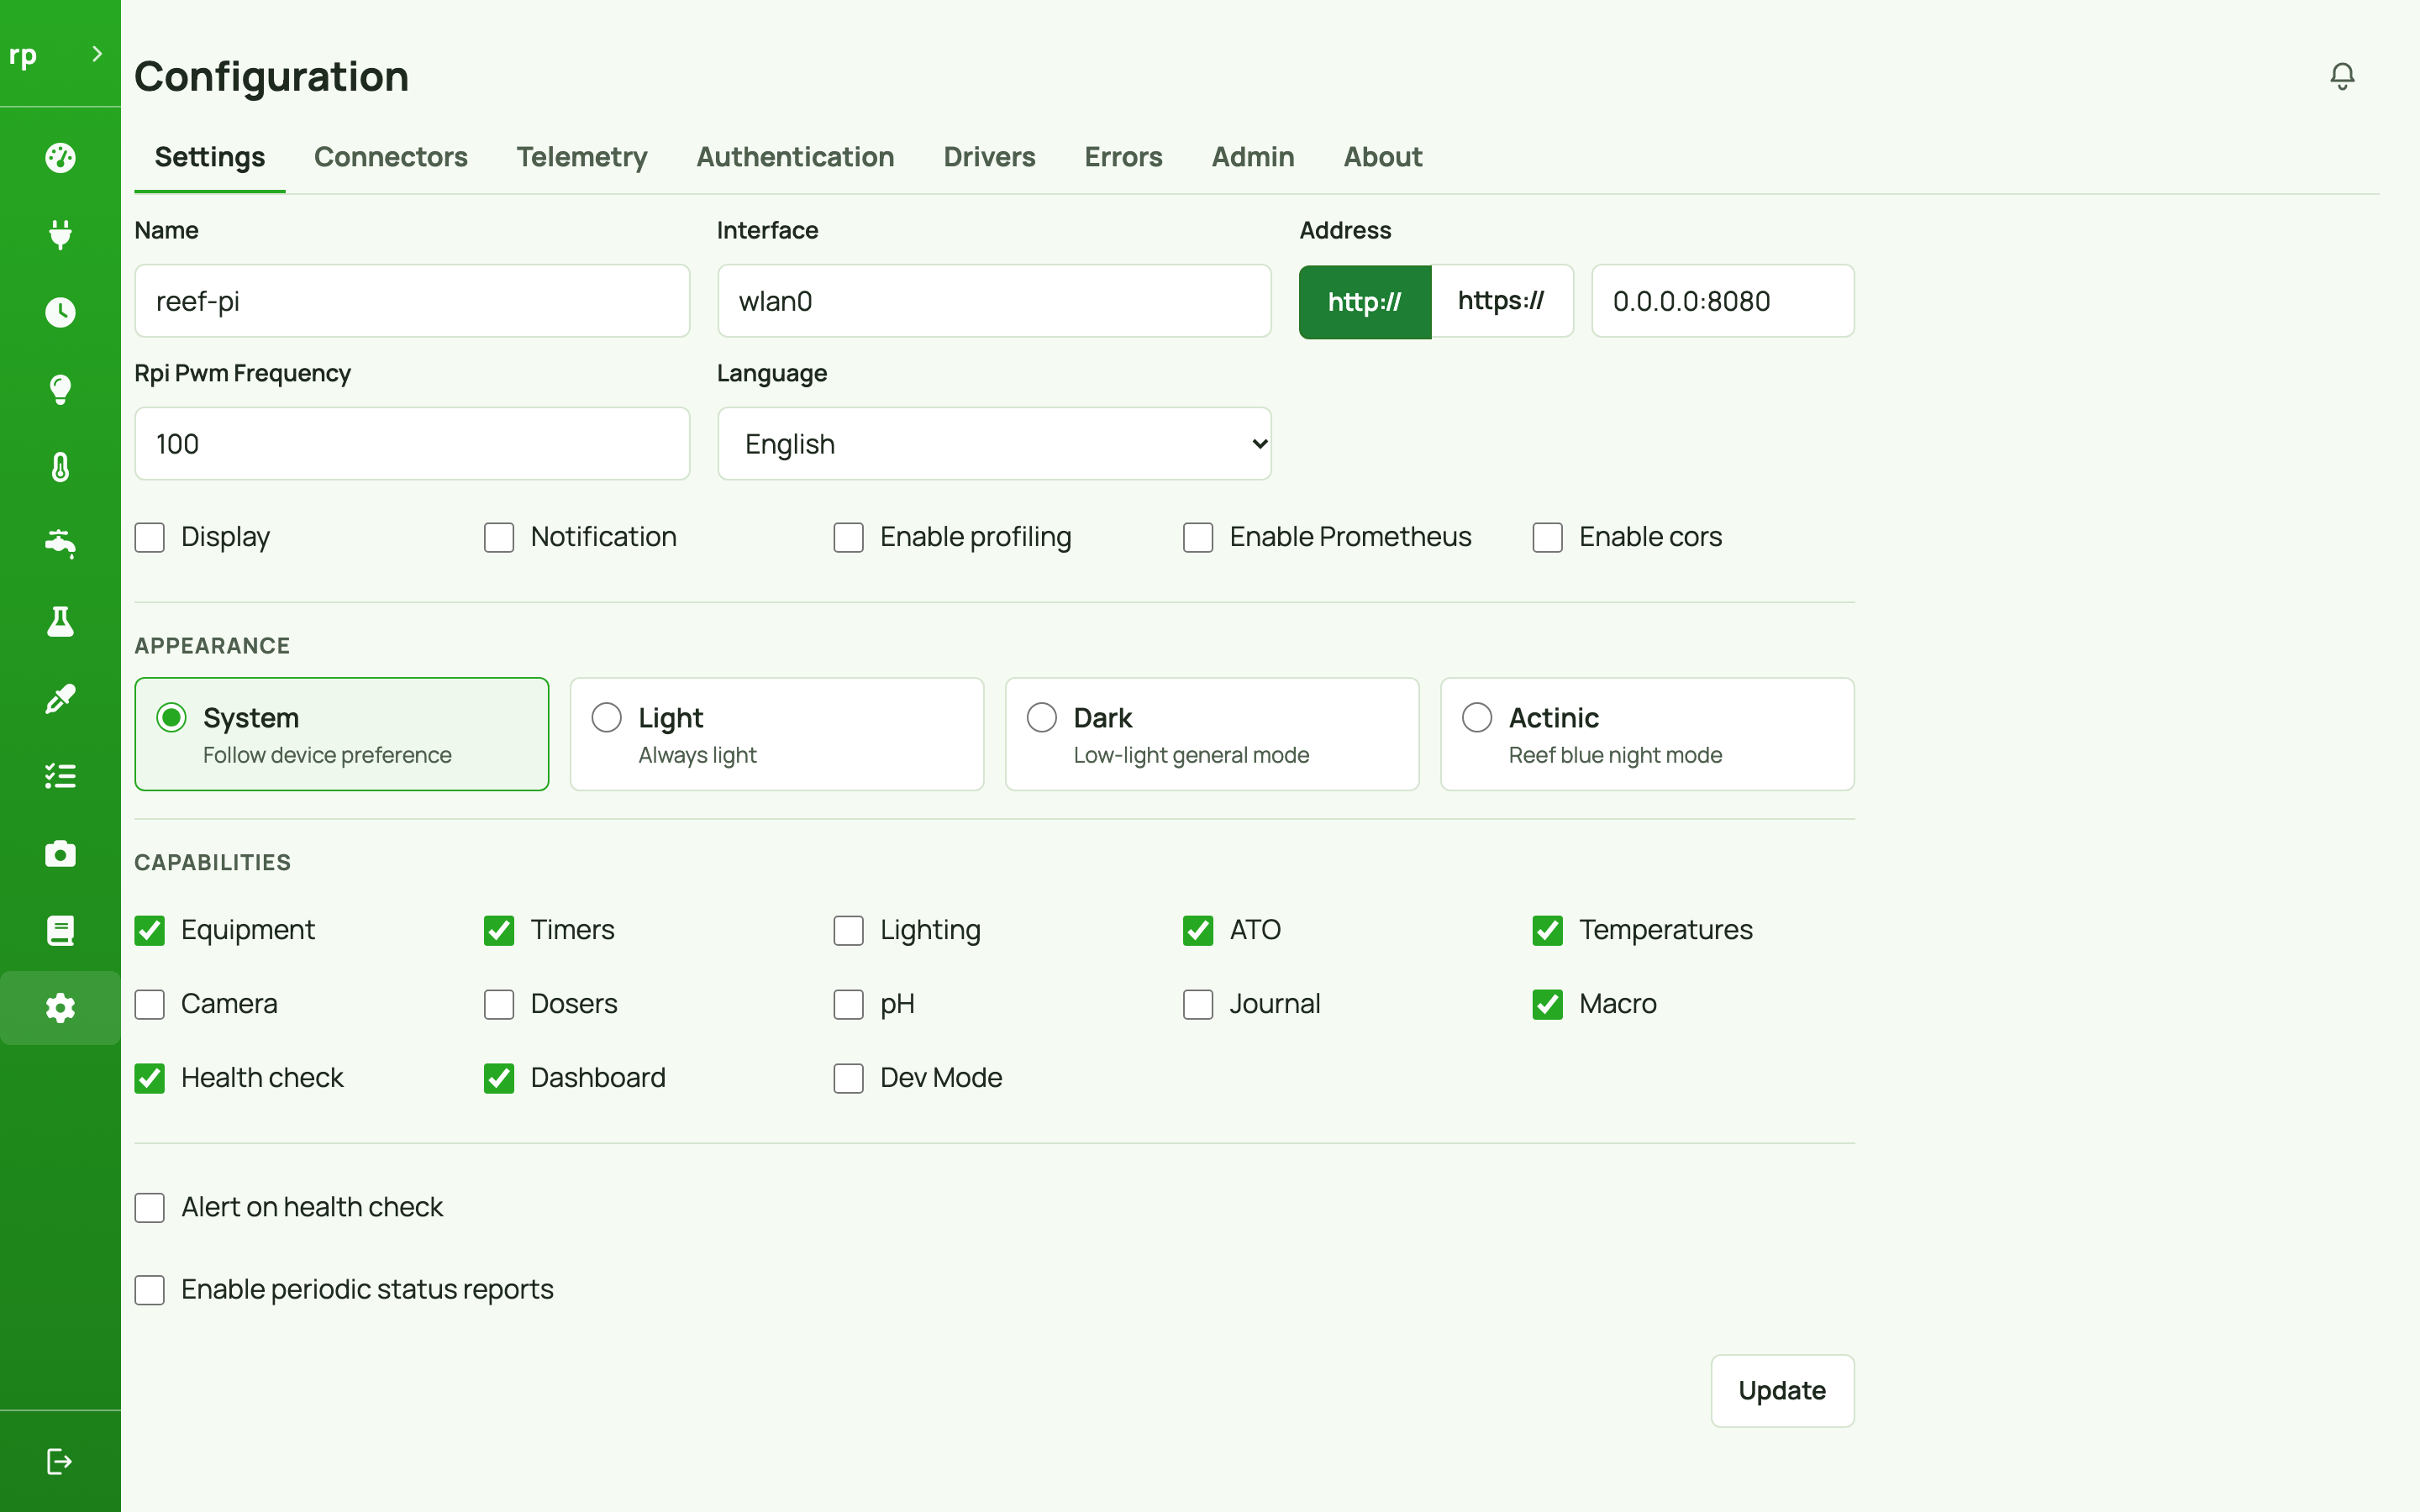 rp
Configuration
Settings Connectors Telemetry Authentication Drivers Errors Admin About
Name Interface Address
reef-pi wlan0 http:// https:// 0.0.0.0:8080
Rpi Pwm Frequency Language
100 English
Display Notification Enable profiling Enable Prometheus Enable cors
APPEARANCE
System Light Dark Actinic
Follow device preference Always light Low-light general mode Reef blue night mode
CAPABILITIES
Equipment Timers Lighting ATO Temperatures
Camera Dosers pH Journal Macro
Health check Dashboard Dev Mode
Alert on health check
Enable periodic status reports
Update